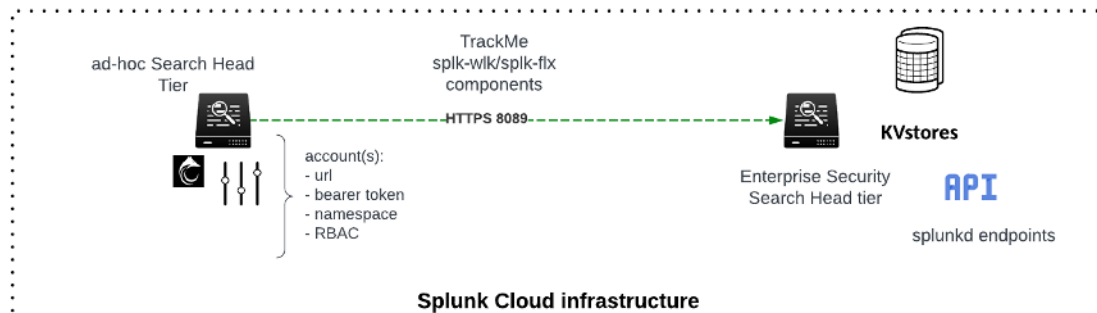 TrackMe
splk-wlk/splk-flx
components
ad-hoc Search Head
Tier
HTTPS 8089
KVstores
account(s):
- url
- bearer token
- namespace
- RBAC
Enterprise Security
Search Head tier
API
splunkd endpoints
Splunk Cloud infrastructure